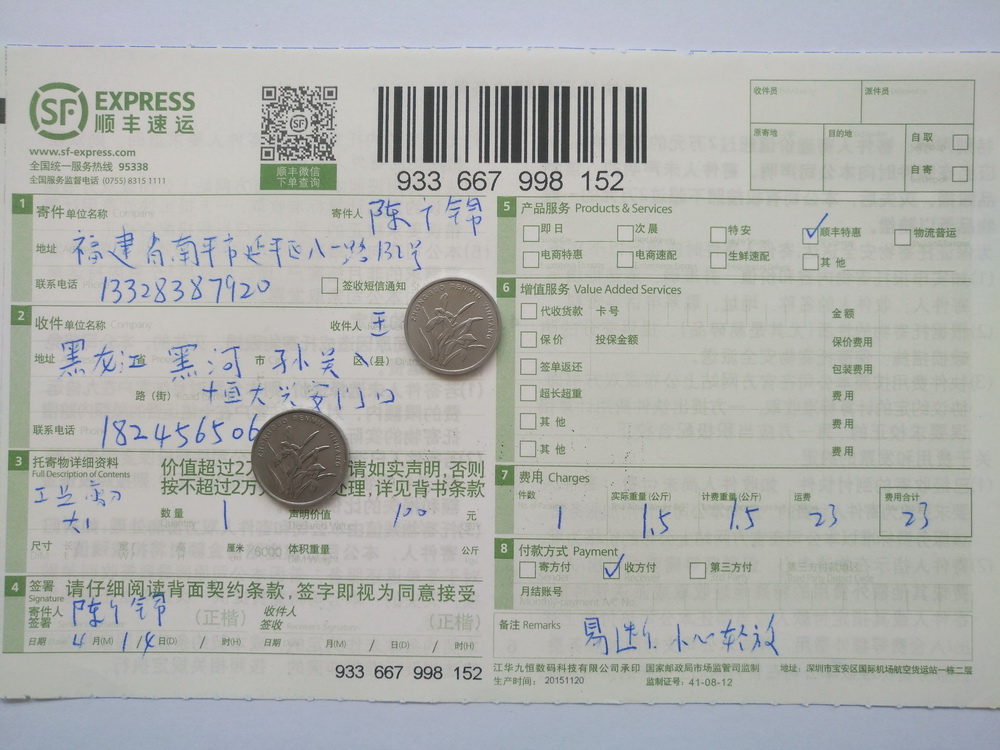 SF EXPRESS
顺丰速运
www.sf-express.com
全国统一服务热线 95338
全国服务监督电话 (0755) 8315 1111
顺丰微信
下单查询
933 667 998 152
收件员 派件员
原寄地 目的地 自取
自寄
1 寄件单位名称 Company 寄件人 陈 锦
地址 福建省南平市延平区八一路132号
联系电话 13328387920 签收短信通知
2 收件单位名称 Company 收件人 王
地址 黑龙江 省 黑河 市 孙吴 区(县)
路(街) 恒大兴安门口
联系电话 182456506
3 托寄物详细资料
Full Description of Contents
价值超过2万 请如实声明,否则
按不超过2万 处理,详见背书条款
数量 1 声明价值 100 元
尺寸 厘米 6000 体积重量 公斤
4 签署 Signature 请仔细阅读背面契约条款,签字即视为同意接受
寄件人签署 陈 锦 (正楷) 收件人签收 (正楷)
日期 4 月(M) 14 日(D) / 时(H) 日期 / 月(M) / 日(D) / 时(H)
933 667 998 152
5 产品服务 Products & Services
即日 次晨 特安 顺丰特惠 物流普运
电商特惠 电商速配 生鲜速配 其他
6 增值服务 Value Added Services
代收货款 卡号 金额
保价 投保金额 保价费用
签单返还 包装费用
超长超重 费用
其他 费用
其他 费用
7 费用 Charges
件数 实际重量(公斤) 计费重量(公斤) 运费 费用合计
1 1.5 1.5 23 23
8 付款方式 Payment
寄方付 收方付 第三方付 第三方付款地区
月结账号
备注 Remarks 易断 小心轻放
江华九恒数码科技有限公司承印 国家邮政局市场监管司监制 地址:深圳市宝安区国际机场航空货运站一栋二层
生产时间: 20151120 监制证号: 41-08-12